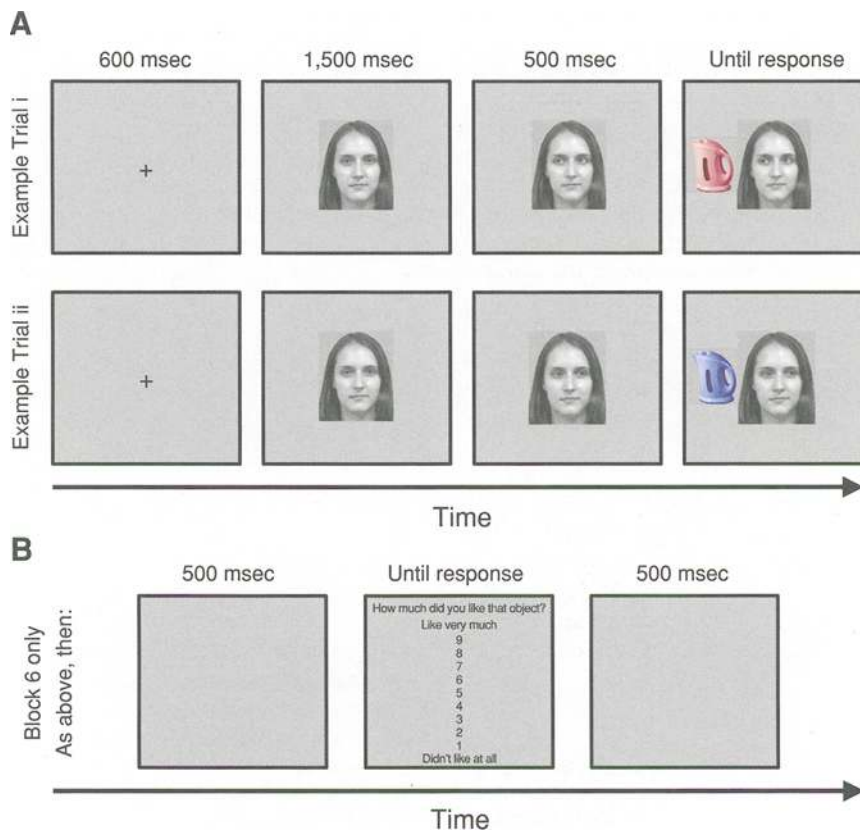 A
600 msec
1,500 msec
500 msec
Until response
Example Trial i
Example Trial ii
Time
B
500 msec
Until response
500 msec
Block 6 only
As above, then:
How much did you like that object?
Like very much
9
8
7
6
5
4
3
2
1
Didn't like at all
Time